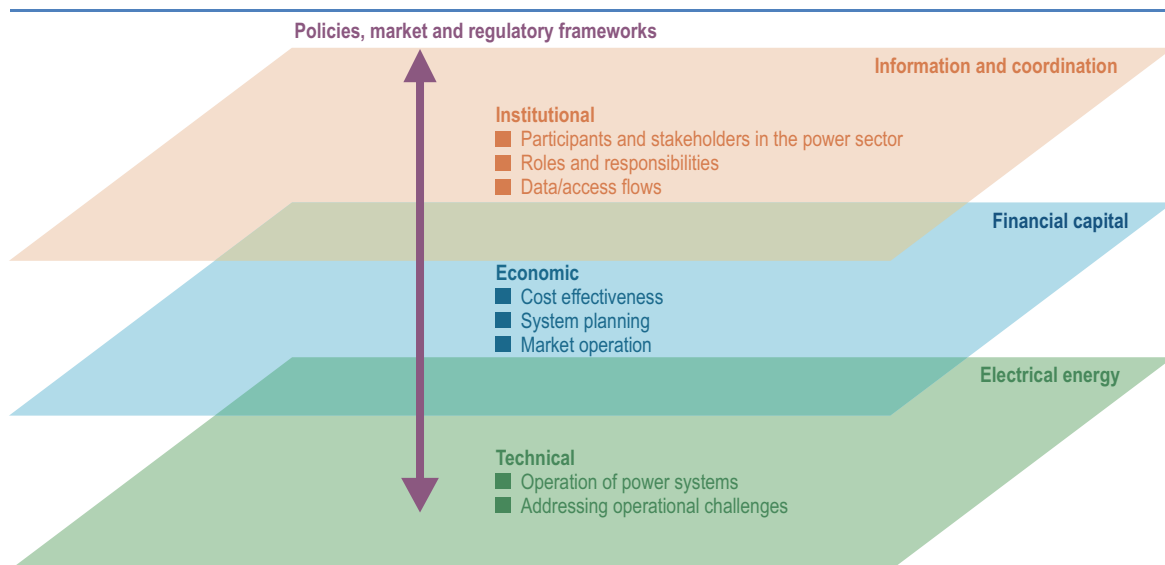 Policies, market and regulatory frameworks
Information and coordination
Institutional
Participants and stakeholders in the power sector
Roles and responsibilities
Data/access flows
Financial capital
Economic
Cost effectiveness
System planning
Market operation
Electrical energy
Technical
Operation of power systems
Addressing operational challenges